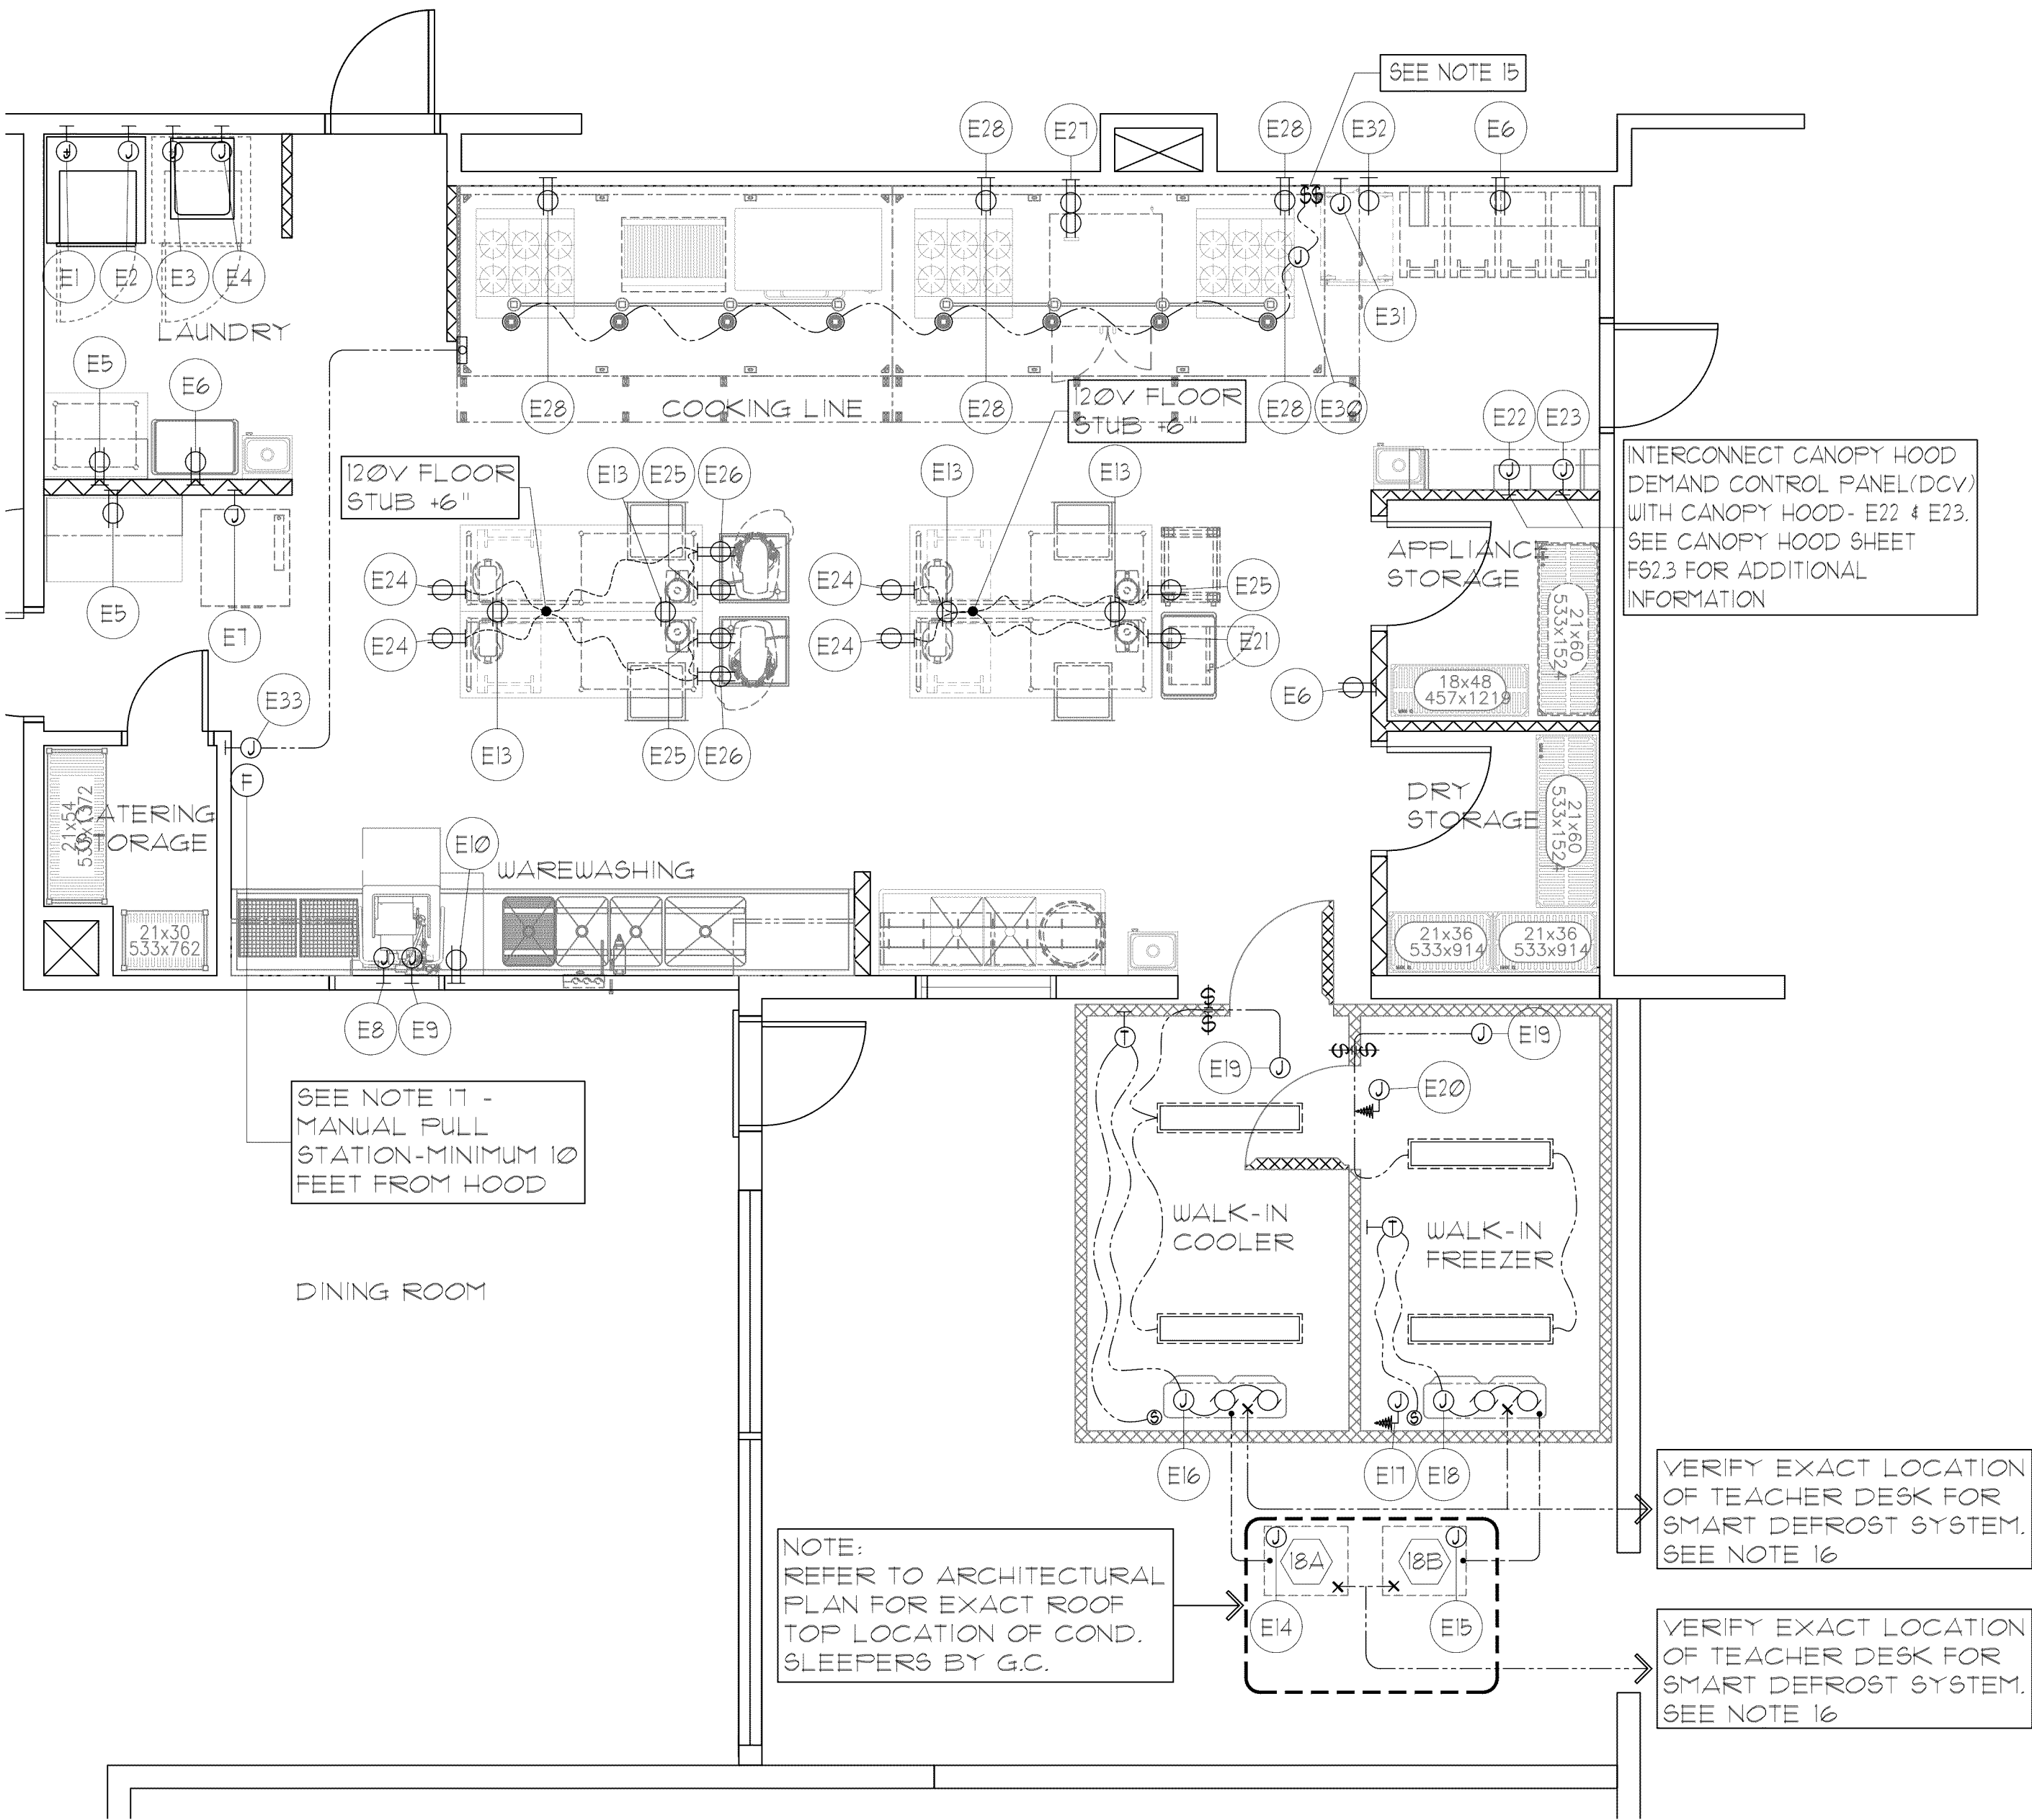 SEE NOTE 15
E28
E27
E28
E32
E6
E1
E2
E3
E4
LAUNDRY
E31
E5
E6
E28
COOKING LINE
E28
120V FLOOR
STUB +6"
E28
E30
E22
E23
INTERCONNECT CANOPY HOOD
DEMAND CONTROL PANEL(DCV)
WITH CANOPY HOOD- E22 & E23.
SEE CANOPY HOOD SHEET
FS2.3 FOR ADDITIONAL
INFORMATION
120V FLOOR
STUB +6"
E13
E25
E26
E13
E13
APPLIANCE
STORAGE
E24
E24
E25
E5
E7
E24
E24
E21
21x60
533x1524
18x48
457x1219
E6
E33
E13
E25
E26
F
21x54
533x1372
CATERING
STORAGE
DRY
STORAGE
21x60
533x1524
E10
WAREWASHING
21x30
533x762
21x36
533x914
21x36
533x914
E8
E9
E19
E19
E20
SEE NOTE 17 -
MANUAL PULL
STATION-MINIMUM 10
FEET FROM HOOD
WALK-IN
COOLER
WALK-IN
FREEZER
DINING ROOM
E16
E17
E18
VERIFY EXACT LOCATION
OF TEACHER DESK FOR
SMART DEFROST SYSTEM.
SEE NOTE 16
NOTE:
REFER TO ARCHITECTURAL
PLAN FOR EXACT ROOF
TOP LOCATION OF COND.
SLEEPERS BY G.C.
18A
18B
E14
E15
VERIFY EXACT LOCATION
OF TEACHER DESK FOR
SMART DEFROST SYSTEM.
SEE NOTE 16